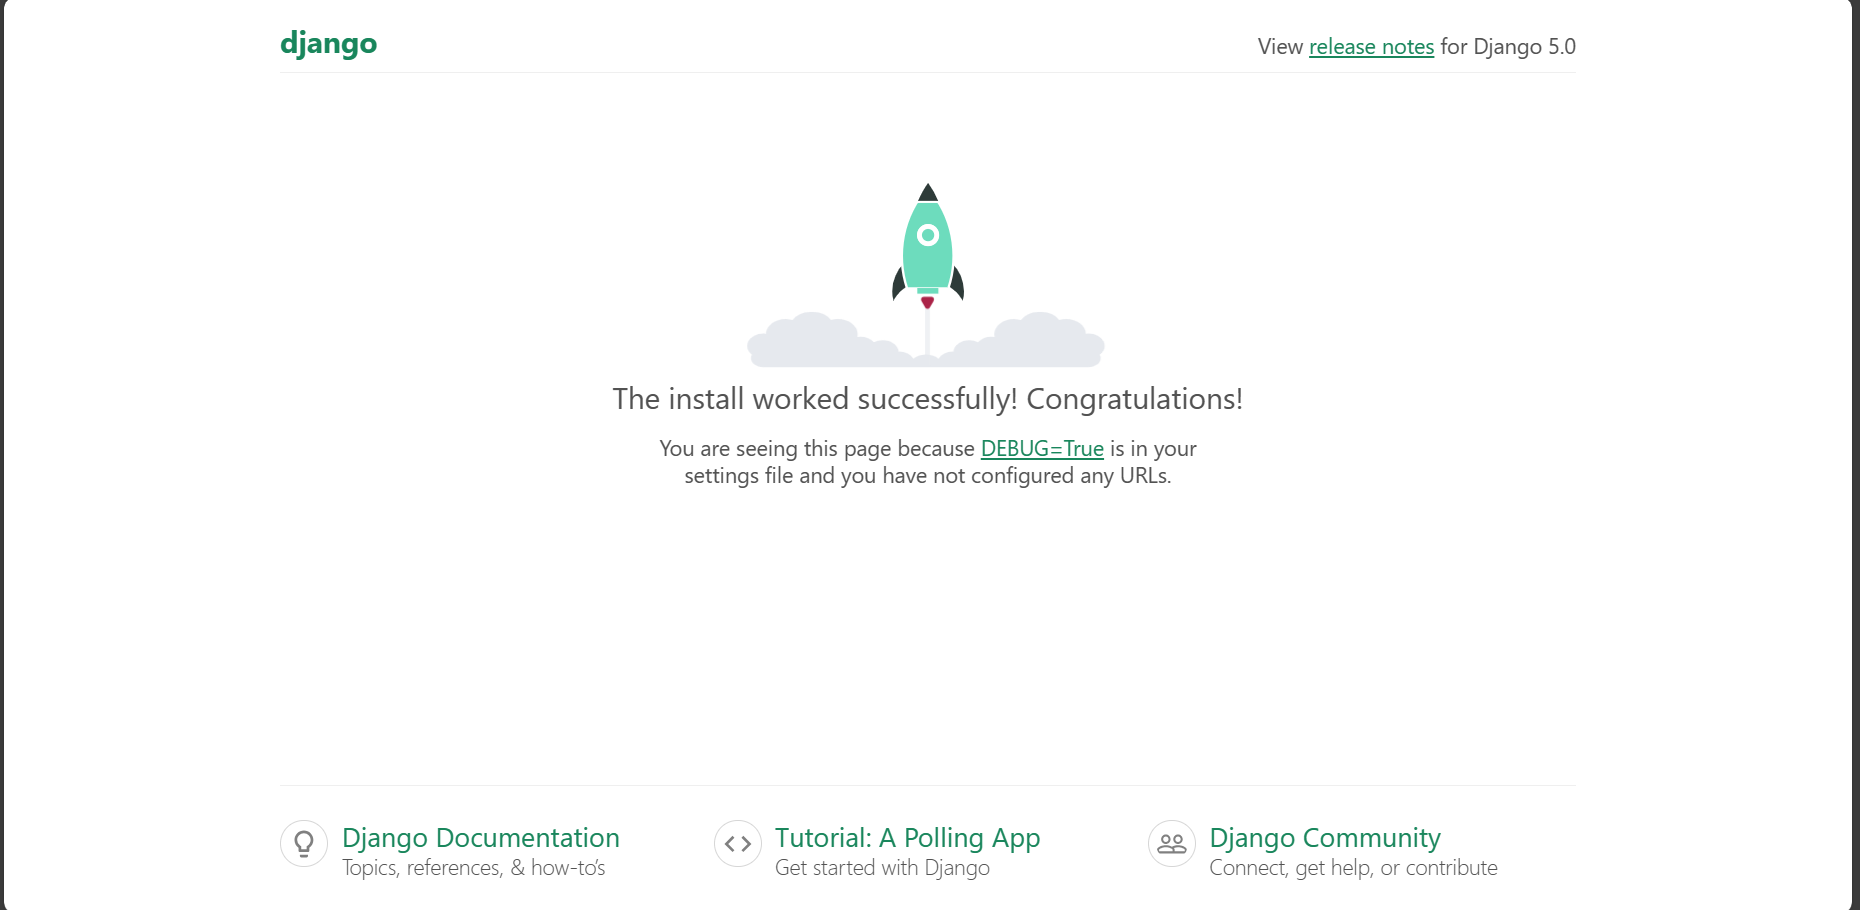 django
View release notes for Django 5.0
The install worked successfully! Congratulations!
You are seeing this page because DEBUG=True is in your
settings file and you have not configured any URLs.
Django Documentation
Topics, references, & how-to’s
Tutorial: A Polling App
Get started with Django
Django Community
Connect, get help, or contribute